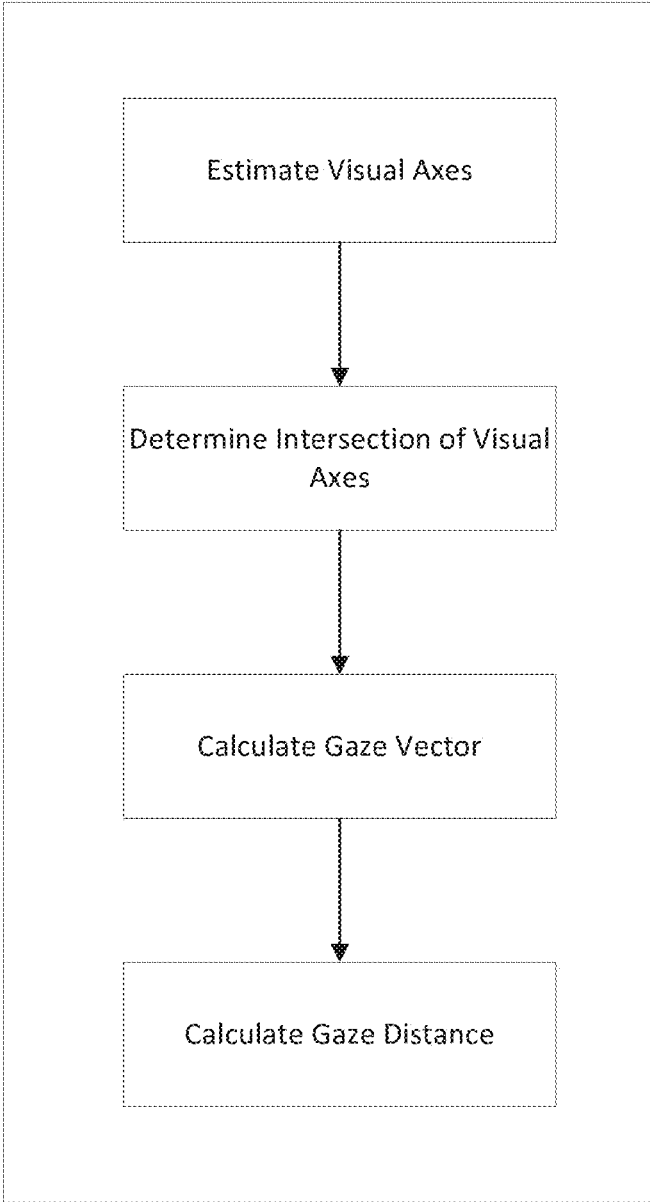 Estimate Visual Axes
Determine Intersection of Visual
Axes
Calculate Gaze Vector
Calculate Gaze Distance